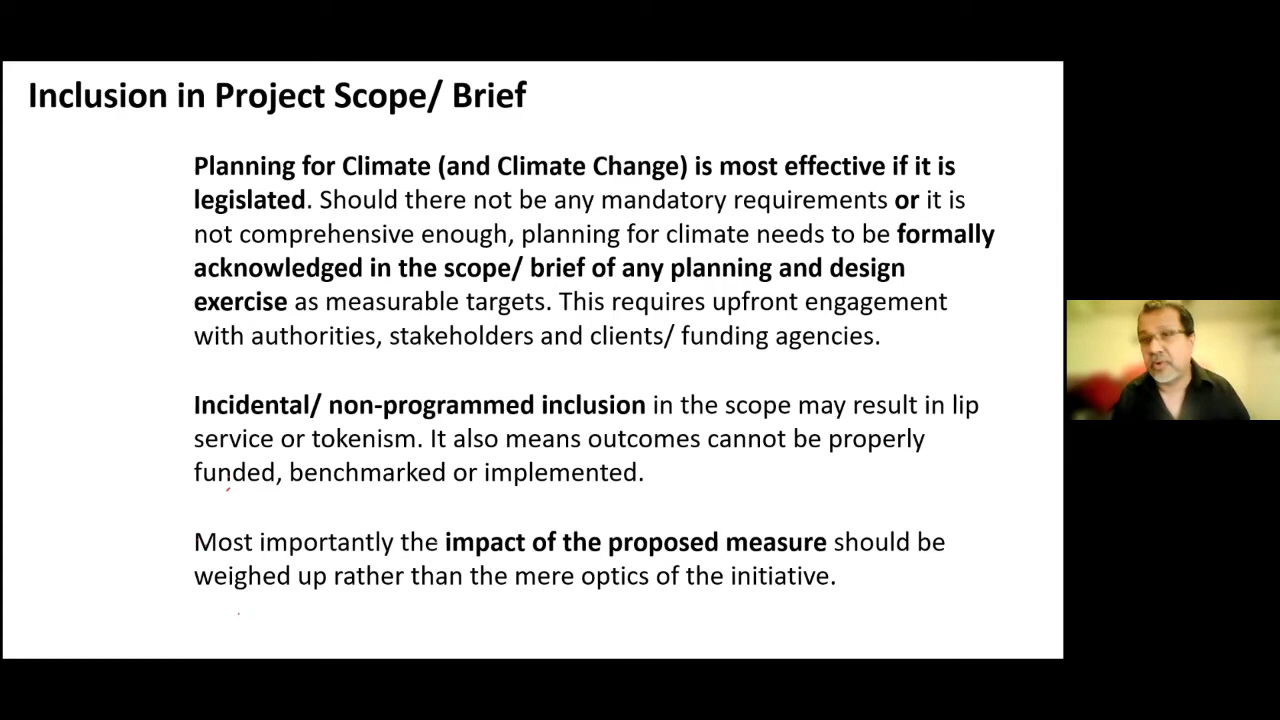 Inclusion in Project Scope/ Brief
Planning for Climate (and Climate Change) is most effective if it is
legislated. Should there not be any mandatory requirements or it is
not comprehensive enough, planning for climate needs to be formally
acknowledged in the scope/ brief of any planning and design
exercise as measurable targets. This requires upfront engagement
with authorities, stakeholders and clients/ funding agencies.
Incidental/ non-programmed inclusion in the scope may result in lip
service or tokenism. It also means outcomes cannot be properly
funded, benchmarked or implemented.
Most importantly the impact of the proposed measure should be
weighed up rather than the mere optics of the initiative.